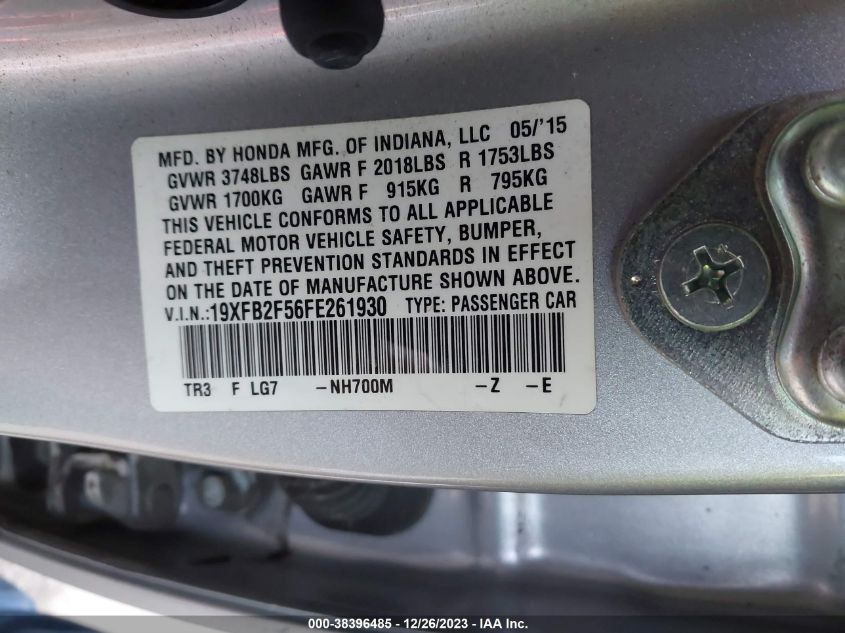 MFD. BY HONDA MFG. OF INDIANA, LLC 05/'15
GVWR 3748LBS GAWR F 2018LBS R 1753LBS
GVWR 1700KG GAWR F 915KG R 795KG
THIS VEHICLE CONFORMS TO ALL APPLICABLE
FEDERAL MOTOR VEHICLE SAFETY, BUMPER,
AND THEFT PREVENTION STANDARDS IN EFFECT
ON THE DATE OF MANUFACTURE SHOWN ABOVE.
V.I.N.:19XFB2F56FE261930 TYPE: PASSENGER CAR
TR3 F LG7 -NH700M -Z -E
000-38396485 - 12/26/2023 - IAA Inc.